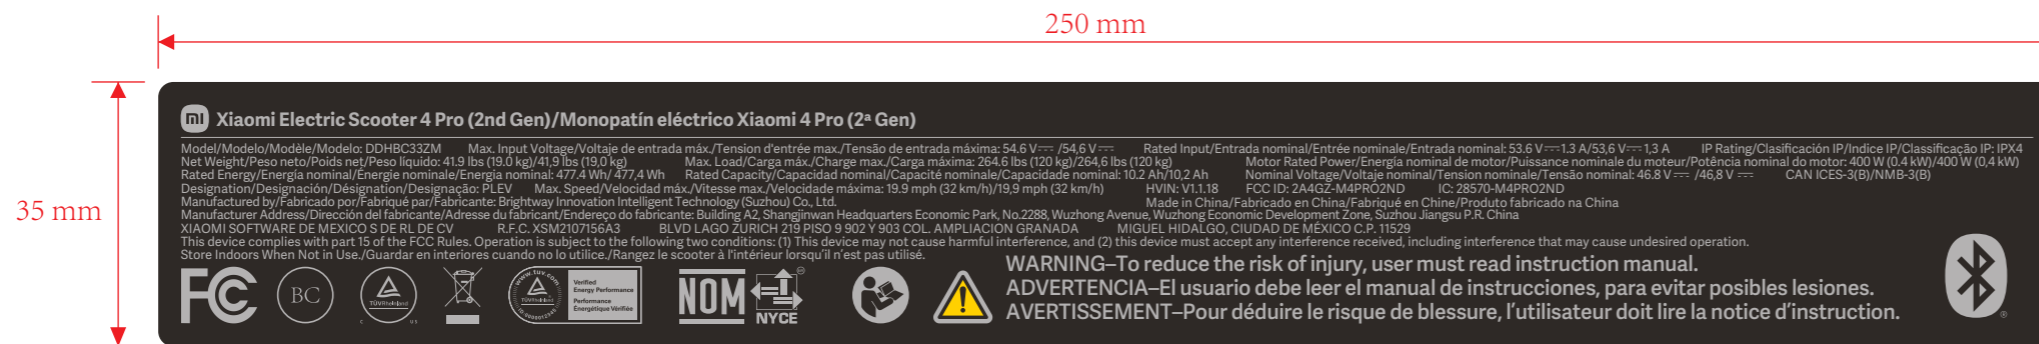 250 mm
35 mm
Xiaomi Electric Scooter 4 Pro (2nd Gen)/Monopatín eléctrico Xiaomi 4 Pro (2ª Gen)
Model/Modelo/Modèle/Modelo: DDHBC33ZM Max. Input Voltage/Voltaje de entrada máx./Tension d'entrée max./Tensão de entrada máxima: 54.6 V⎓ /54,6 V⎓ Rated Input/Entrada nominal/Entrée nominale/Entrada nominal: 53.6 V⎓1.3 A/53,6 V⎓1,3 A IP Rating/Clasificación IP/Indice IP/Classificação IP: IPX4
Net Weight/Peso neto/Poids net/Peso líquido: 41.9 lbs (19.0 kg)/41,9 lbs (19,0 kg) Max. Load/Carga máx./Charge max./Carga máxima: 264.6 lbs (120 kg)/264,6 lbs (120 kg) Motor Rated Power/Energía nominal de motor/Puissance nominale du moteur/Potência nominal do motor: 400 W (0.4 kW)/400 W (0,4 kW)
Rated Energy/Energía nominal/Énergie nominale/Energia nominal: 477.4 Wh/ 477,4 Wh Rated Capacity/Capacidad nominal/Capacité nominale/Capacidade nominal: 10.2 Ah/10,2 Ah Nominal Voltage/Voltaje nominal/Tension nominale/Tensão nominal: 46.8 V⎓ /46,8 V⎓ CAN ICES-3(B)/NMB-3(B)
Designation/Designación/Désignation/Designação: PLEV Max. Speed/Velocidad máx./Vitesse max./Velocidade máxima: 19.9 mph (32 km/h)/19,9 mph (32 km/h) HVIN: V1.1.18 FCC ID: 2A4GZ-M4PRO2ND IC: 28570-M4PRO2ND
Manufactured by/Fabricado por/Fabriqué par/Fabricante: Brightway Innovation Intelligent Technology (Suzhou) Co., Ltd. Made in China/Fabricado en China/Fabriqué en Chine/Produto fabricado na China
Manufacturer Address/Dirección del fabricante/Adresse du fabricant/Endereço do fabricante: Building A2, Shangjinwan Headquarters Economic Park, No.2288, Wuzhong Avenue, Wuzhong Economic Development Zone, Suzhou Jiangsu P.R. China
XIAOMI SOFTWARE DE MEXICO S DE RL DE CV R.F.C. XSM2107156A3 BLVD LAGO ZURICH 219 PISO 9 902 Y 903 COL. AMPLIACION GRANADA MIGUEL HIDALGO, CIUDAD DE MÉXICO C.P. 11529
This device complies with part 15 of the FCC Rules. Operation is subject to the following two conditions: (1) This device may not cause harmful interference, and (2) this device must accept any interference received, including interference that may cause undesired operation.
Store Indoors When Not in Use./Guardar en interiores cuando no lo utilice./Rangez le scooter à l'intérieur lorsqu'il n'est pas utilisé.
WARNING–To reduce the risk of injury, user must read instruction manual.
ADVERTENCIA–El usuario debe leer el manual de instrucciones, para evitar posibles lesiones.
AVERTISSEMENT–Pour déduire le risque de blessure, l'utilisateur doit lire la notice d'instruction.
FC
BC
TÜVRheinland
C US
www.tuv.com
TÜVRheinland
Verified
Energy Performance
Performance
Énergétique Vérifiée
NOM
NYCE